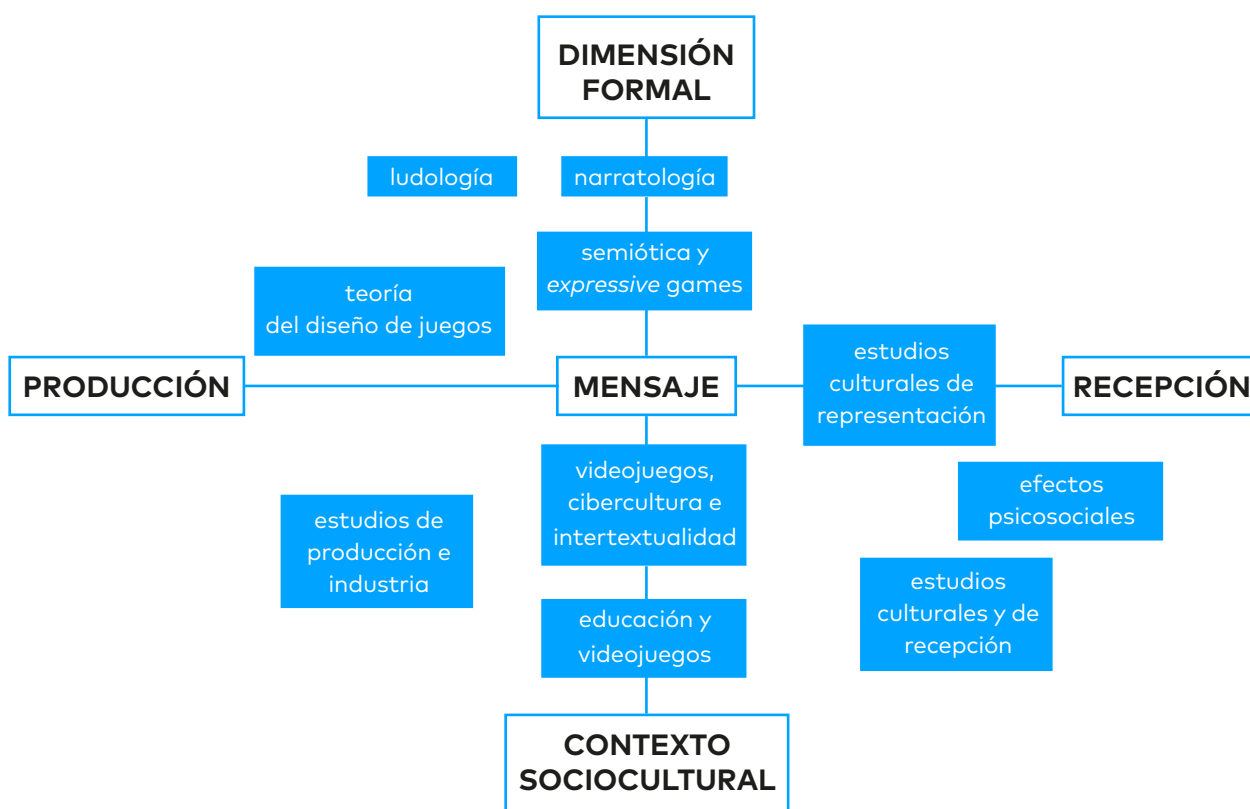 DIMENSIÓN
FORMAL
ludología
narratología
semiótica y
expressive games
teoría
del diseño de juegos
PRODUCCIÓN
MENSAJE
estudios
culturales de
representación
RECEPCIÓN
videojuegos,
cibercultura e
intertextualidad
efectos
psicosociales
estudios de
producción e
industria
estudios
culturales y de
recepción
educación y
videojuegos
CONTEXTO
SOCIOCULTURAL